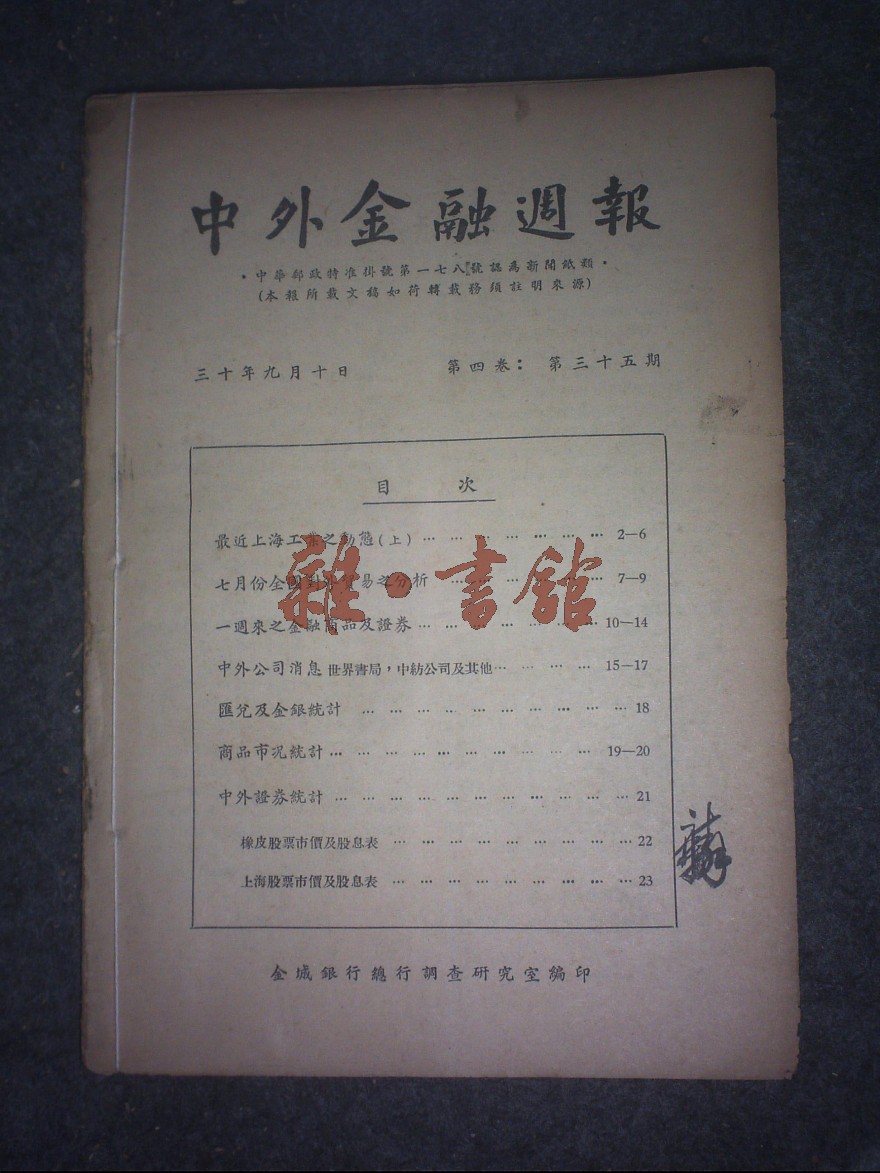 中外金融週報
·中華郵政特准掛號第一七八號認爲新聞紙類·
(本報所載文稿如荷轉載務須註明來源)
三十年九月十日 第四卷：第三十五期
目 次
最近上海工業之動態(上) … … … … … … … 2—6
七月份全國對外貿易之分析 … … … … … … 7—9
一週來之金融商品及證券 … … … … … … … 10—14
中外公司消息 世界書局，中紡公司及其他… … … … 15—17
匯兌及金銀統計 … … … … … … … … … … 18
商品市況統計 … … … … … … … … … … 19—20
中外證券統計 … … … … … … … … … … … 21
橡皮股票市價及股息表 … … … … … … … … … 22
上海股票市價及股息表 … … … … … … … … … 23
金城銀行總行調查研究室編印
雜·書館